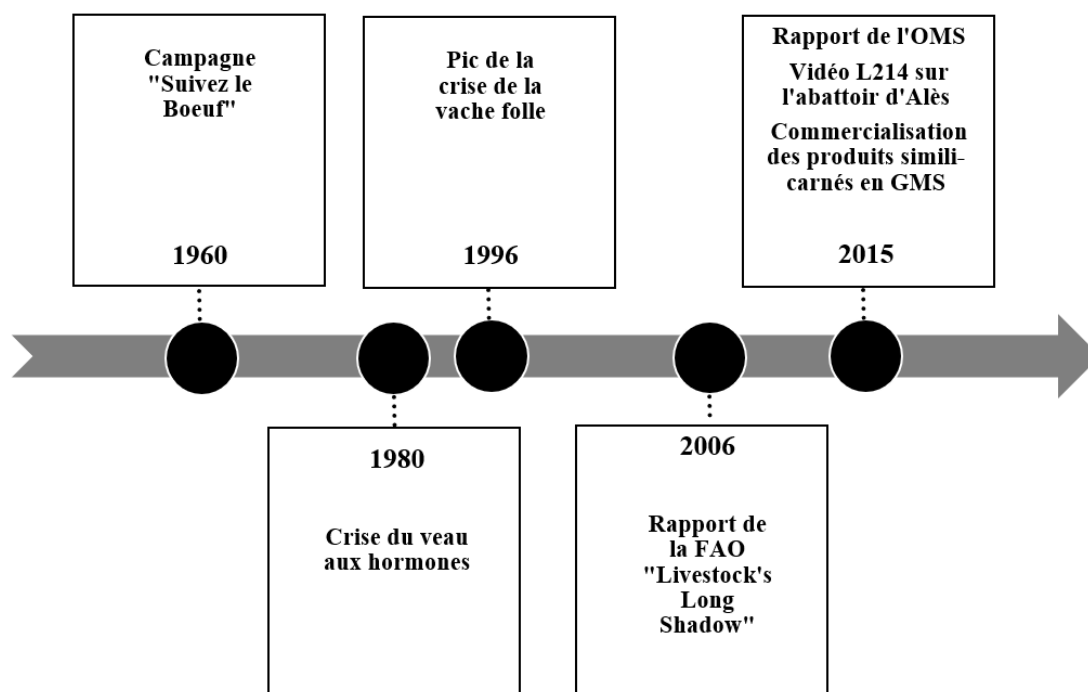 Campagne
"Suivez le
Boeuf"
1960
Pic de la
crise de la
vache folle
1996
Rapport de l'OMS
Vidéo L214 sur
l'abattoir d'Alès
Commercialisation
des produits simili-
carnés en GMS
2015
1980
Crise du veau
aux hormones
2006
Rapport de
la FAO
"Livestock's
Long
Shadow"